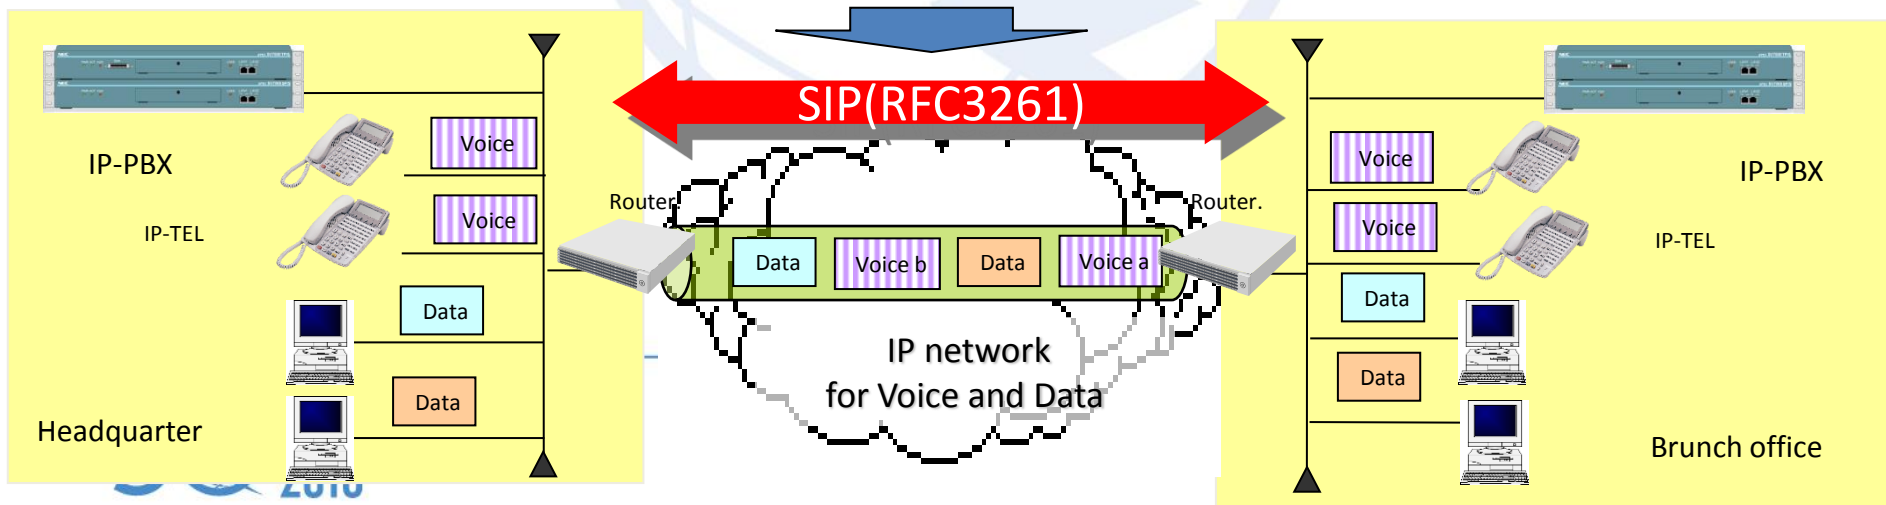 SIP(RFC3261)
IP-PBX
Voice
IP-TEL
Voice
Data
Data
Headquarter
Router.
Data
Voice b
Data
Voice a
Router.
IP network
for Voice and Data
Voice
IP-PBX
Voice
IP-TEL
Data
Data
Brunch office